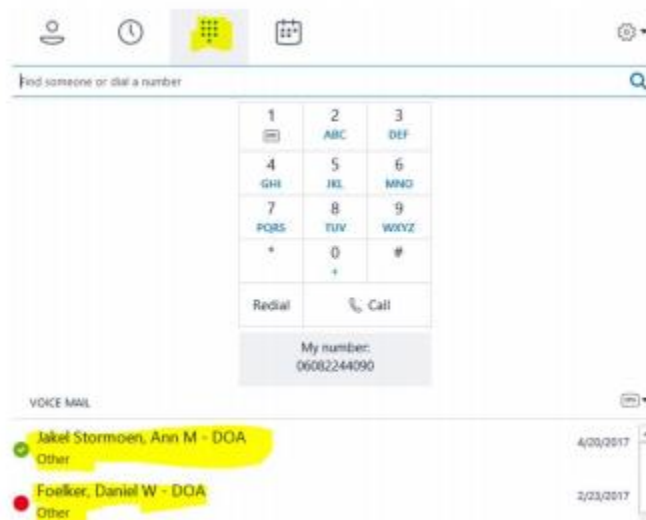 Find someone or dial a number
1 2 3
ABC DEF
4 5 6
GHI JKL MNO
7 8 9
PQRS TUV WXYZ
* 0 #
+
Redial Call
My number:
06082244090
VOICE MAIL
Jakel Stormoen, Ann M - DOA 4/20/2017
Other
Foelker, Daniel W - DOA 2/23/2017
Other